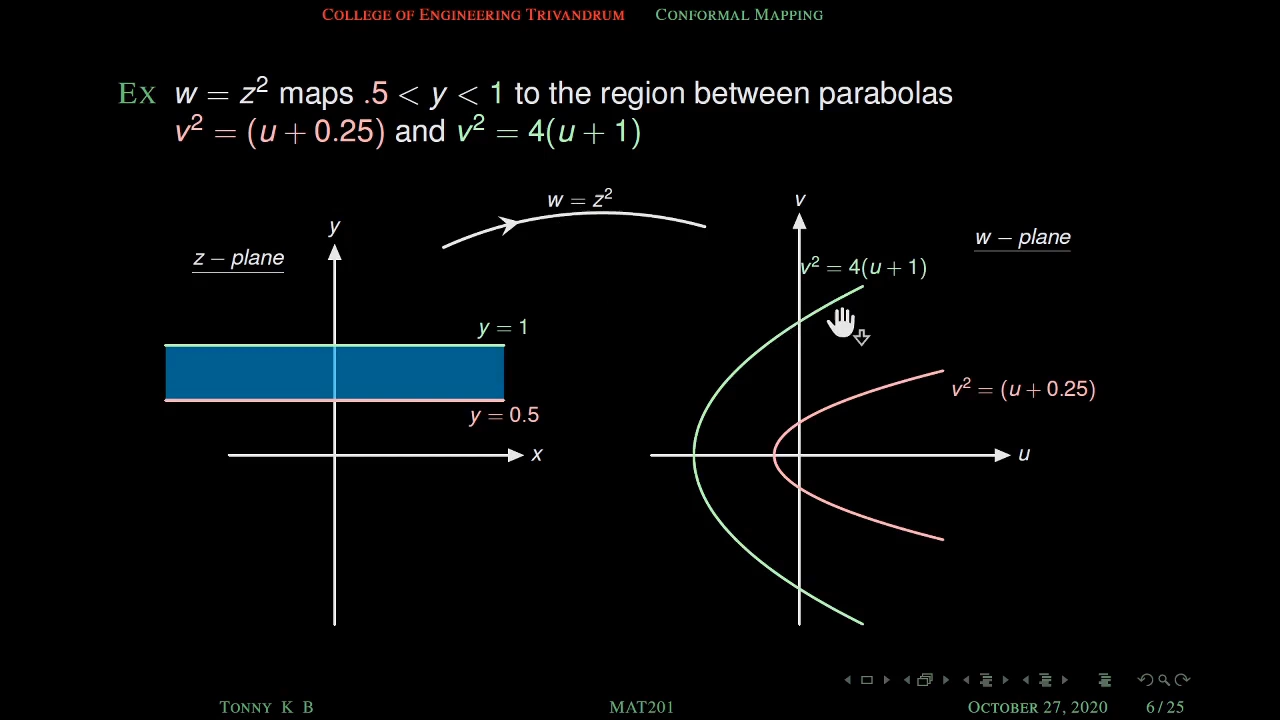 COLLEGE OF ENGINEERING TRIVANDRUM CONFORMAL MAPPING
EX w = z² maps .5 < y < 1 to the region between parabolas
v² = (u + 0.25) and v² = 4(u + 1)
w = z²
v
y
z − plane
w − plane
v² = 4(u + 1)
y = 1
v² = (u + 0.25)
y = 0.5
x
u
TONNY K B MAT201 OCTOBER 27, 2020 6 / 25